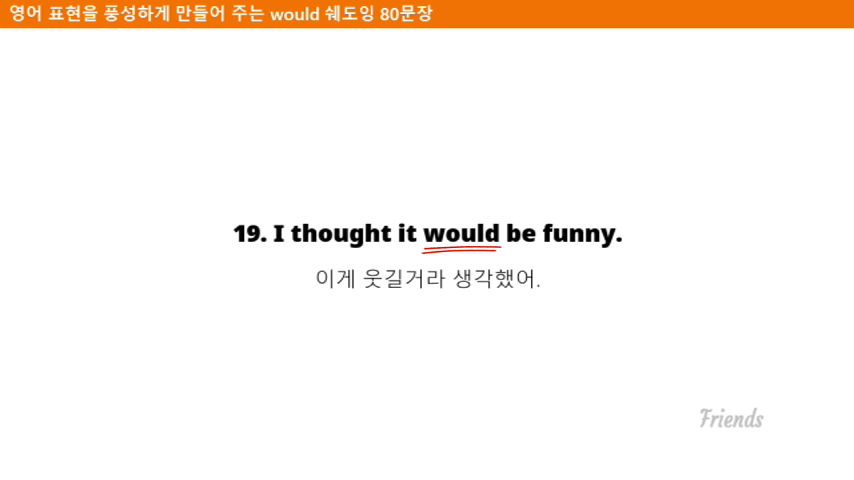 영어 표현을 풍성하게 만들어 주는 would 쉐도잉 80문장
19. I thought it would be funny.
이게 웃길거라 생각했어.
Friends